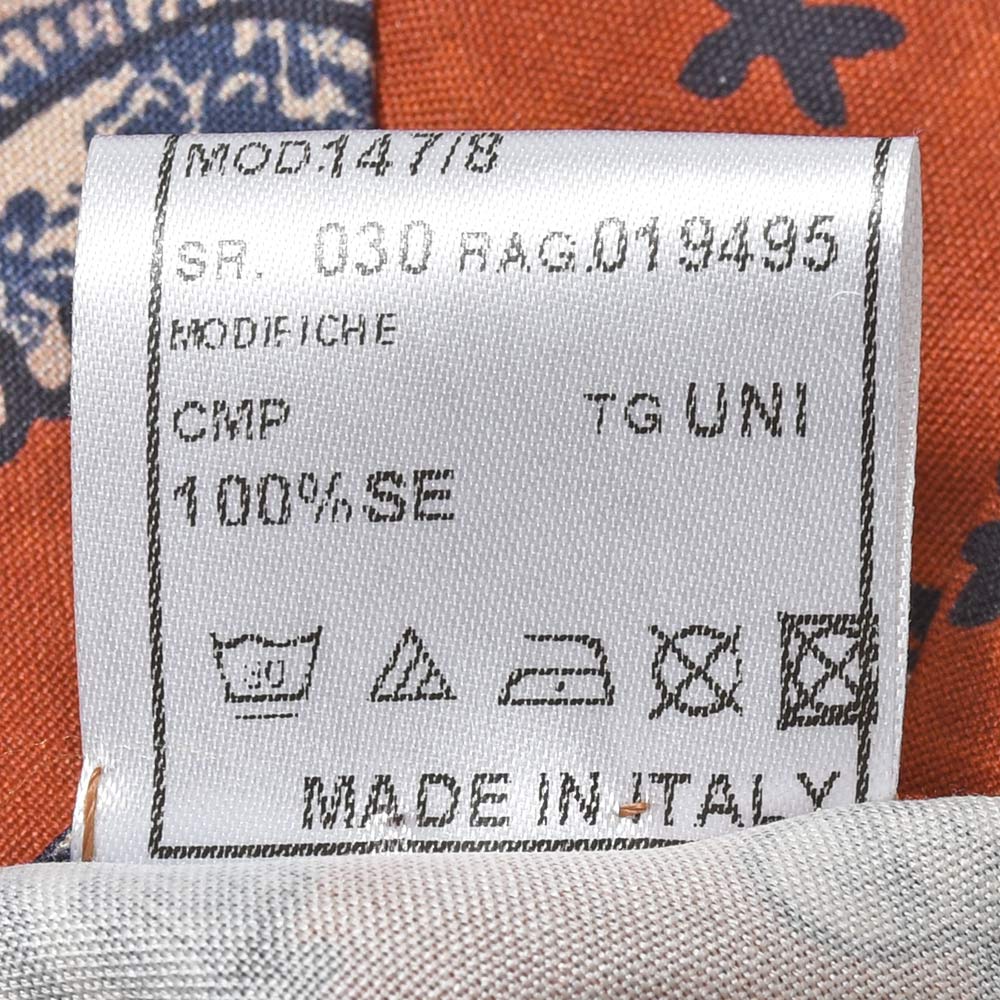 MOD.147/8
SR. 030 RAG.019495
MODIFICHE
CMP TG UNI
100%SE
30
MADE IN ITALY